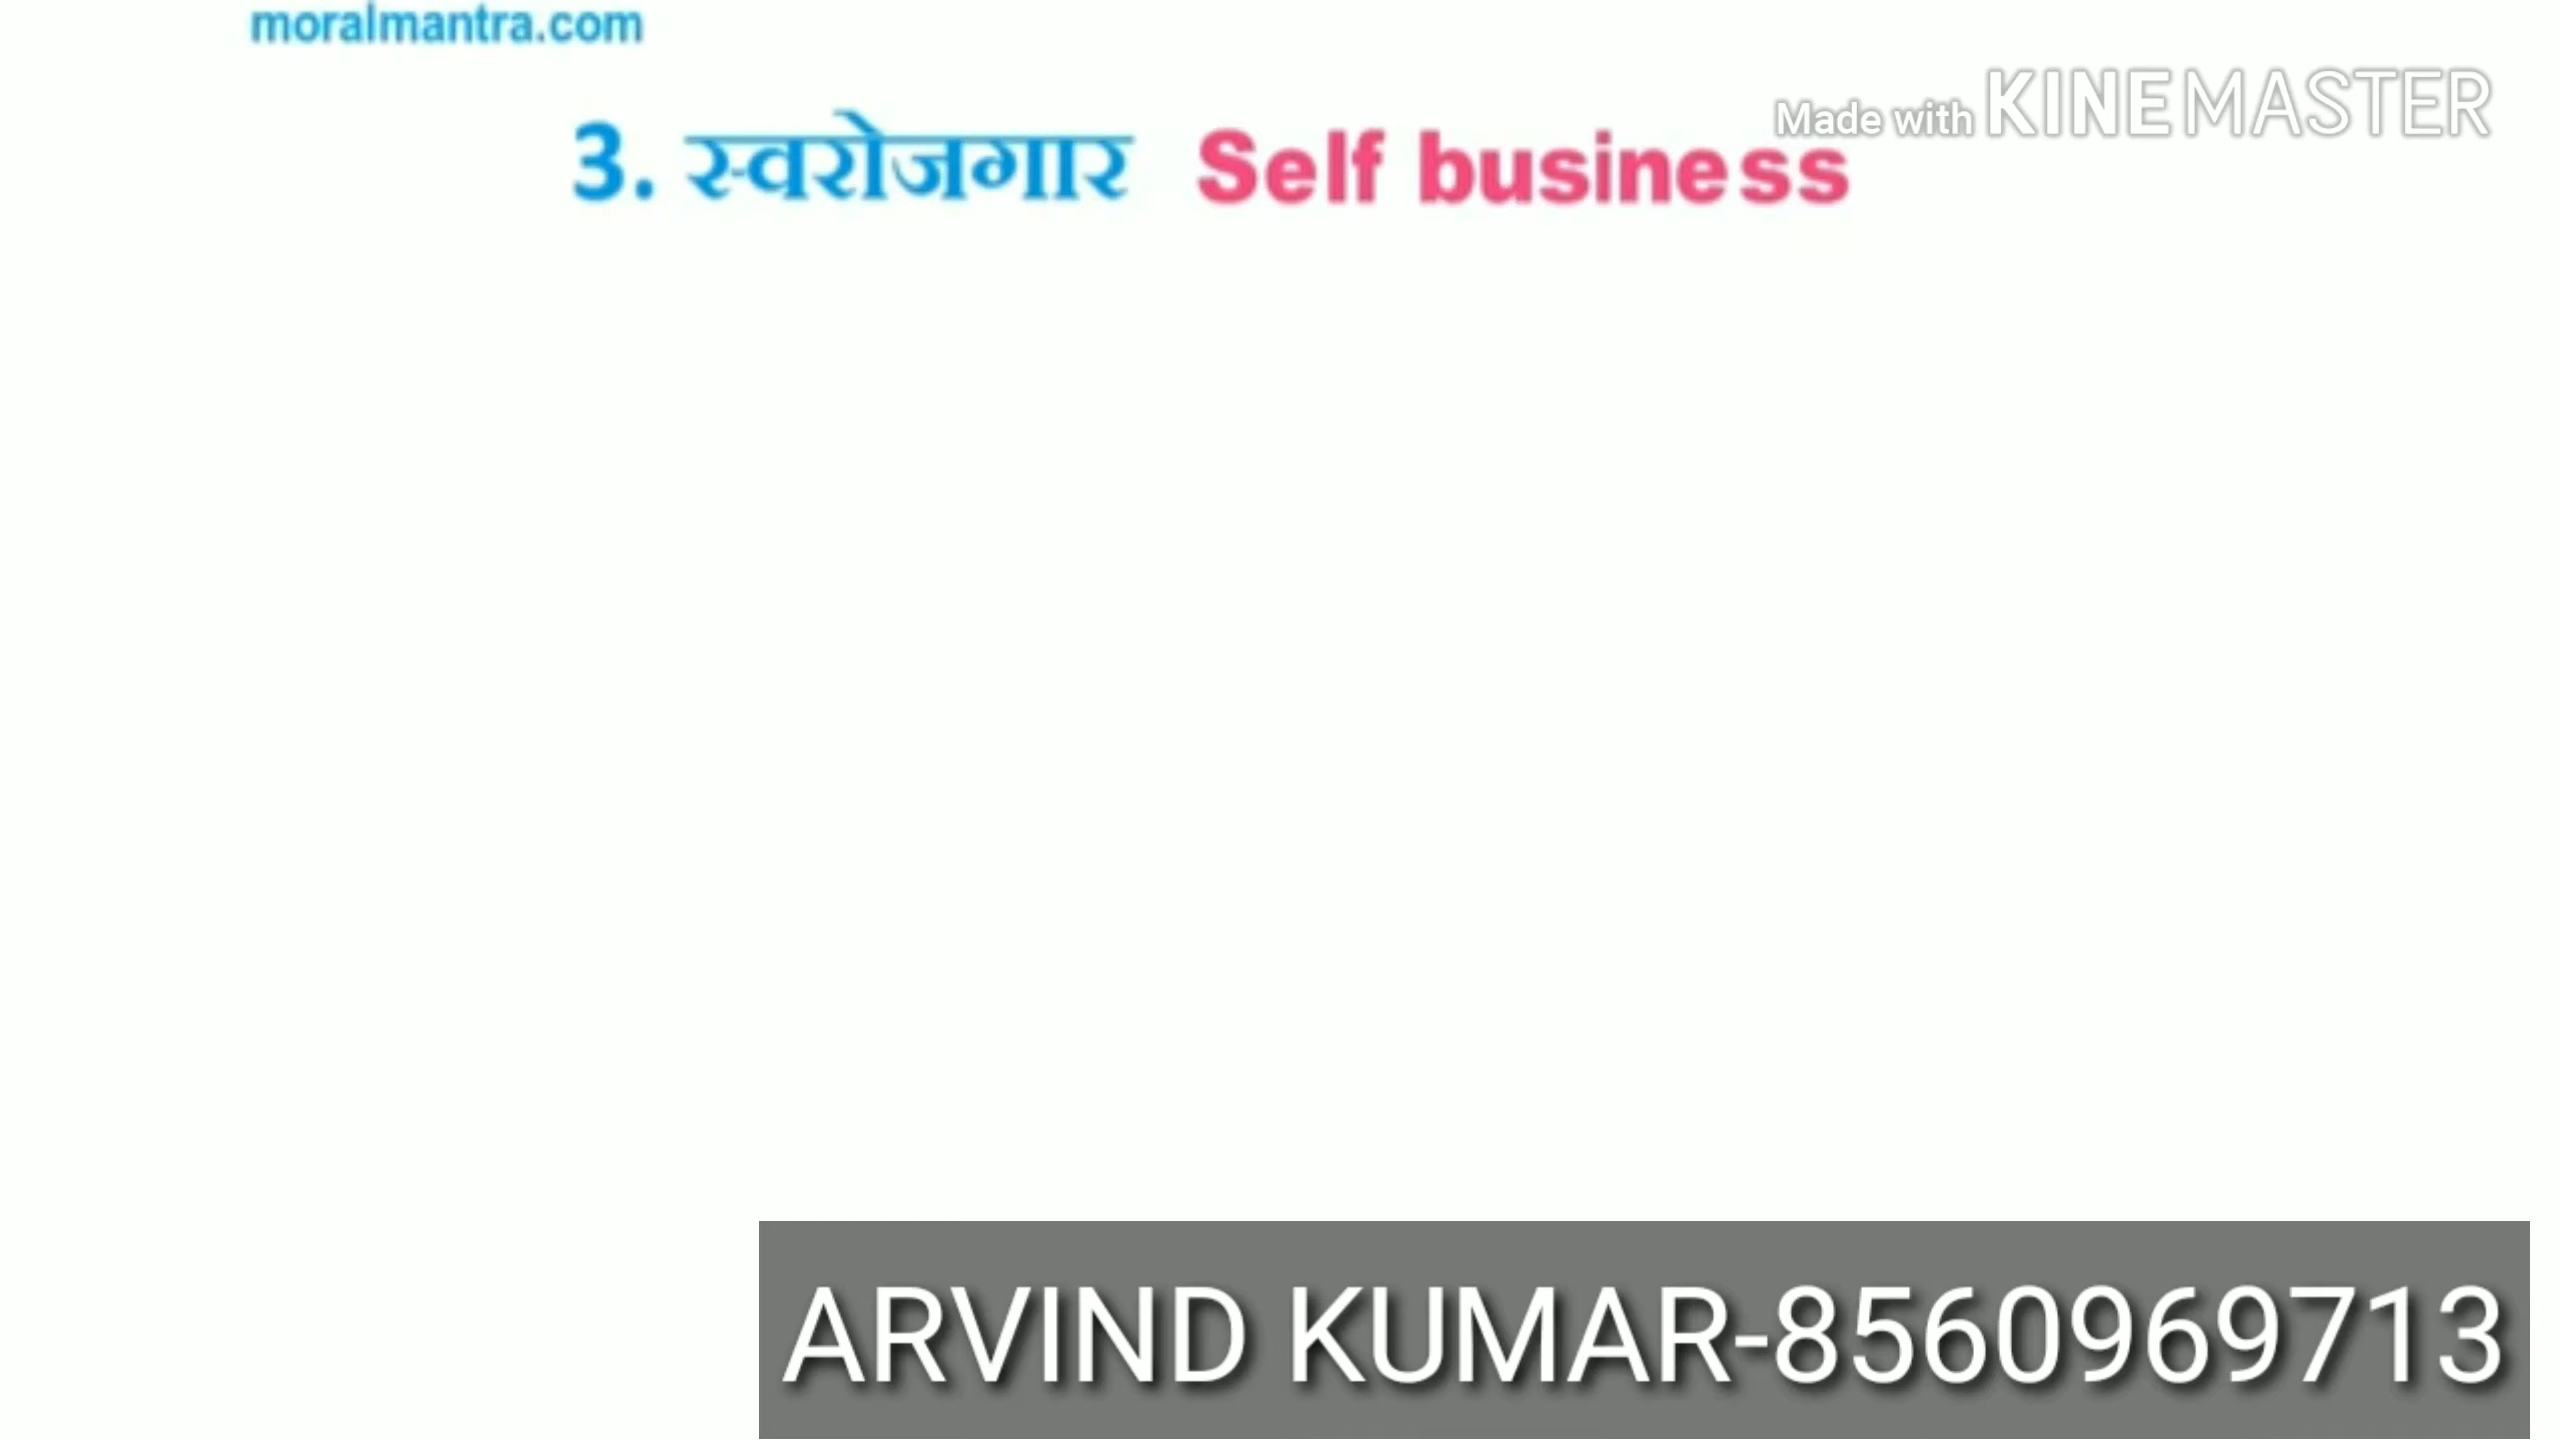 moralmantra.com
Made with KINEMASTER
3. स्वरोजगार Self business
ARVIND KUMAR-8560969713